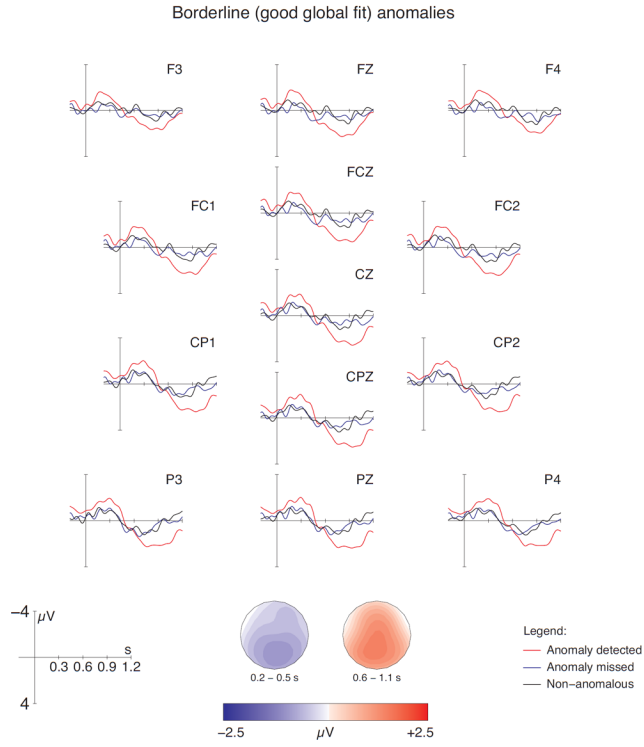 Borderline (good global fit) anomalies
F3
FZ
F4
FCZ
FC1
FC2
CZ
CP1
CP2
CPZ
P3
PZ
P4
−4
μV
s
0.3 0.6 0.9 1.2
4
0.2 − 0.5 s
0.6 − 1.1 s
−2.5
μV
+2.5
Legend:
Anomaly detected
Anomaly missed
Non−anomalous